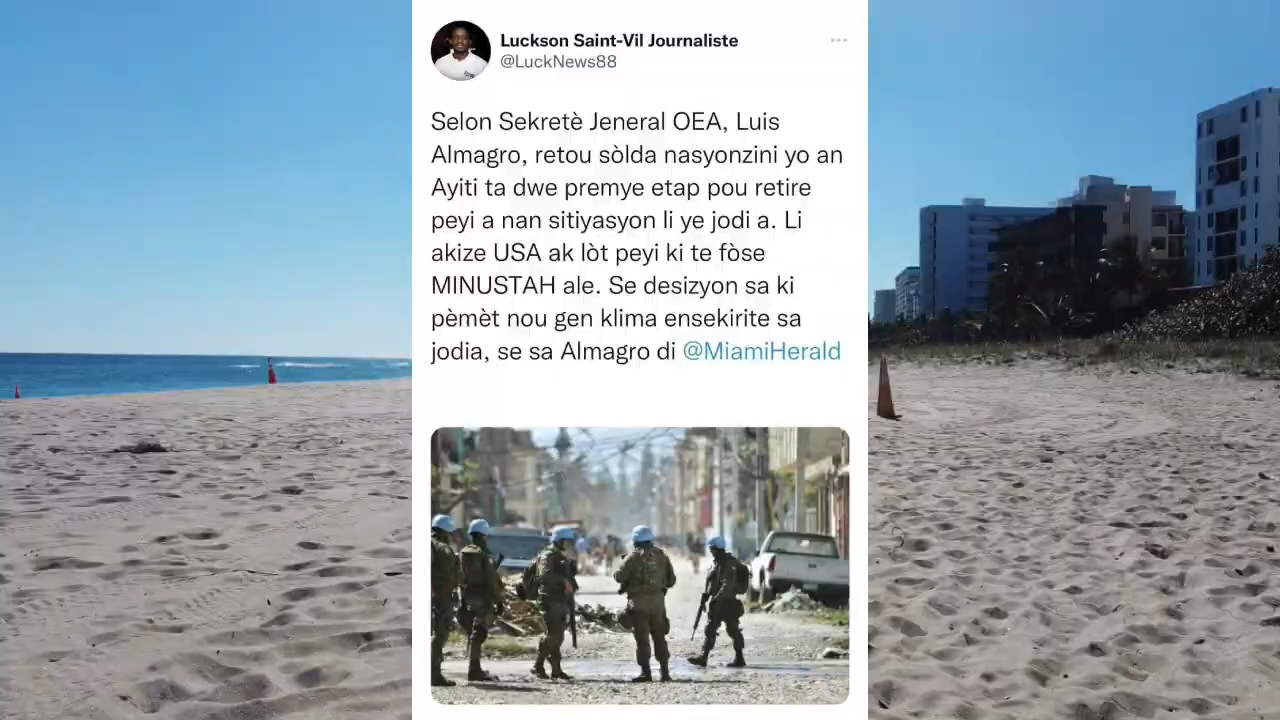 Luckson Saint-Vil Journaliste
@LuckNews88
Selon Sekretè Jeneral OEA, Luis
Almagro, retou sòlda nasyonzini yo an
Ayiti ta dwe premye etap pou retire
peyi a nan sitiyasyon li ye jodi a. Li
akize USA ak lòt peyi ki te fòse
MINUSTAH ale. Se desizyon sa ki
pèmèt nou gen klima ensekirite sa
jodia, se sa Almagro di @MiamiHerald